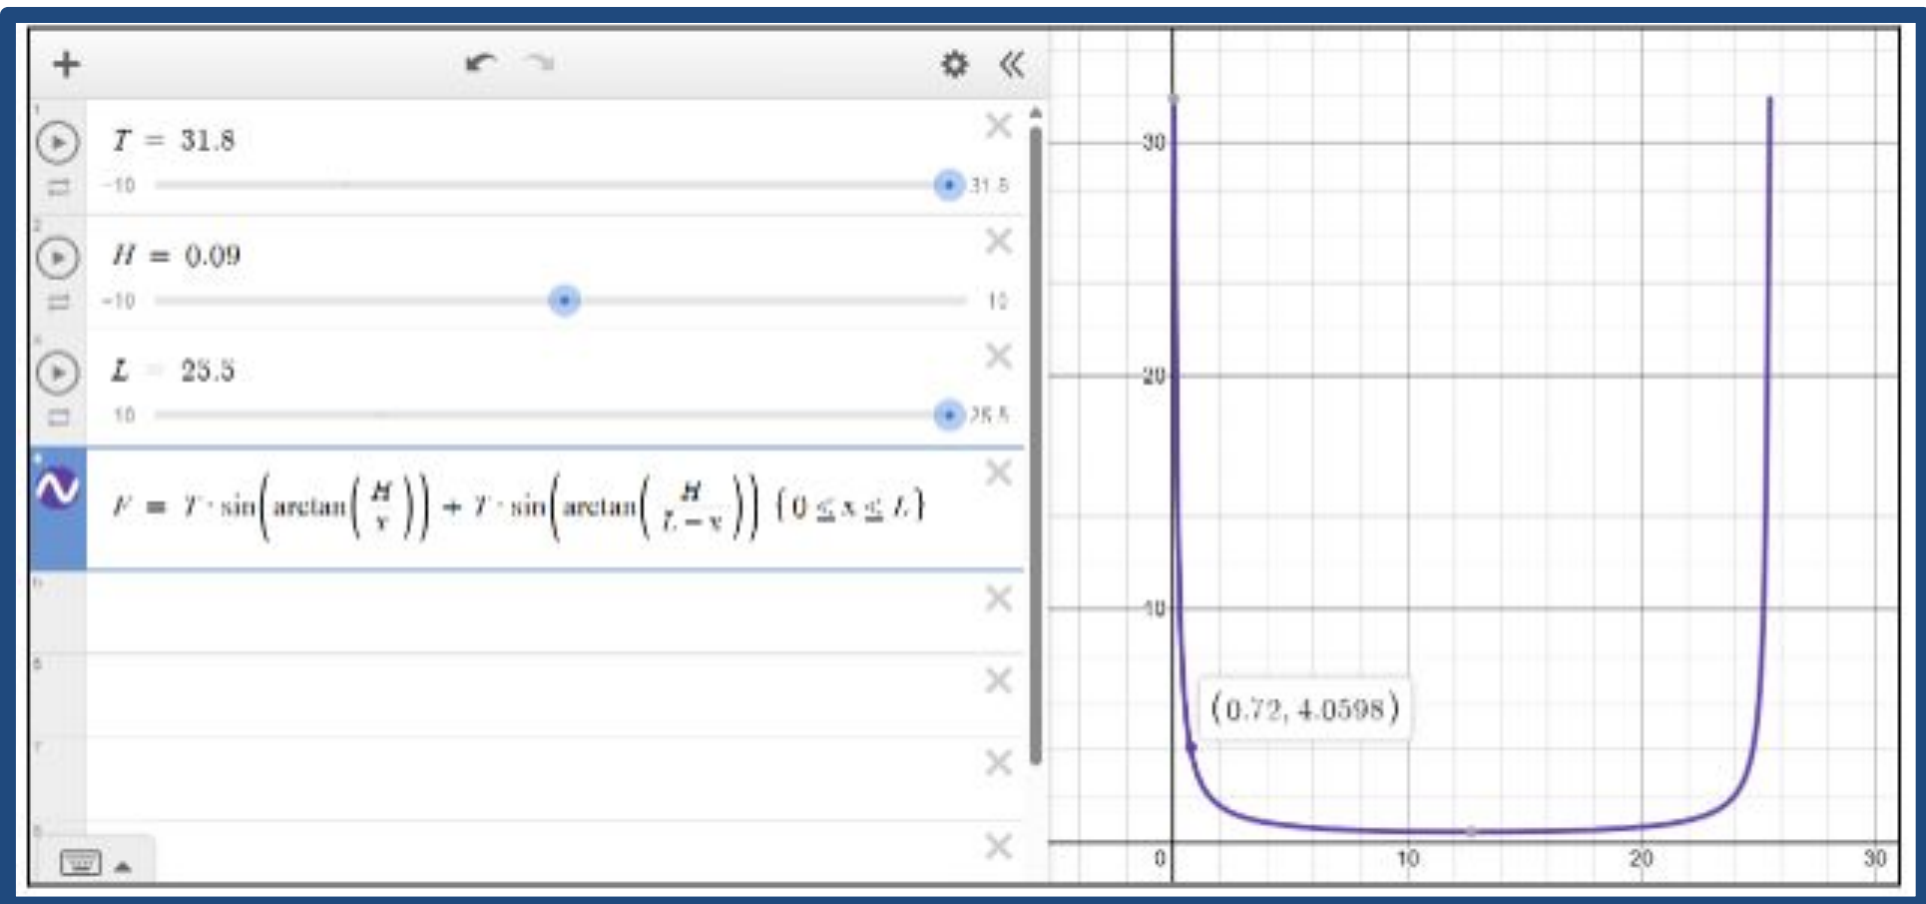 T = 31.8
-10 31.8
H = 0.09
-10 10
L = 25.5
10 25.5
F = T · sin(arctan(H/x)) + T · sin(arctan(H/(L − x))) {0 ≤ x ≤ L}
30
20
10
(0.72, 4.0598)
0 10 20 30